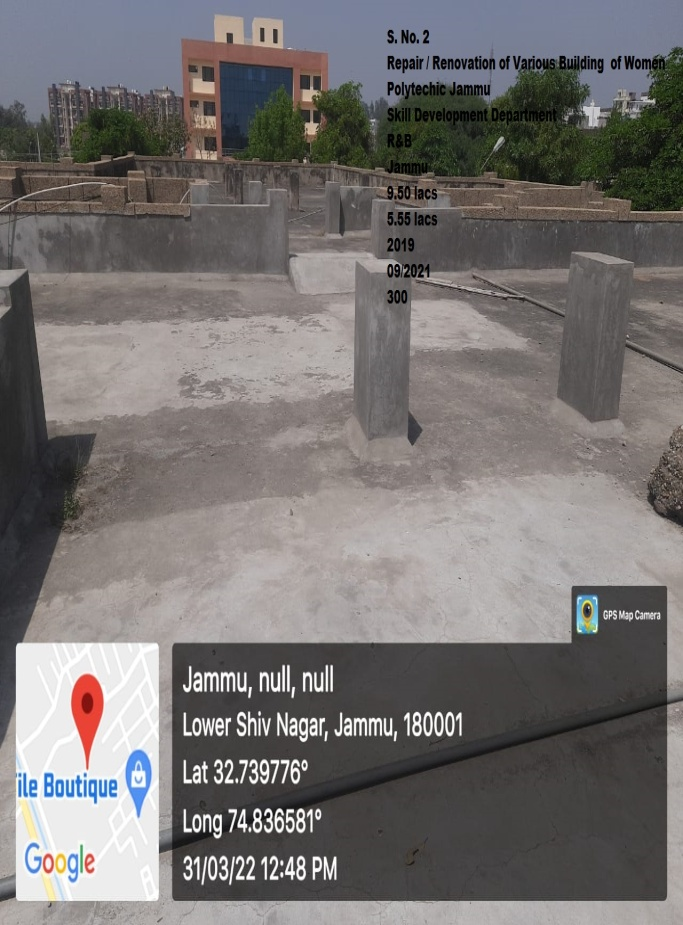 S. No. 2
Repair / Renovation of Various Building of Women
Polytechic Jammu
Skill Development Department
R&B
Jammu
9.50 lacs
5.55 lacs
2019
09/2021
300
GPS Map Camera
Jammu, null, null
Lower Shiv Nagar, Jammu, 180001
Lat 32.739776°
Long 74.836581°
31/03/22 12:48 PM
ile Boutique
Google